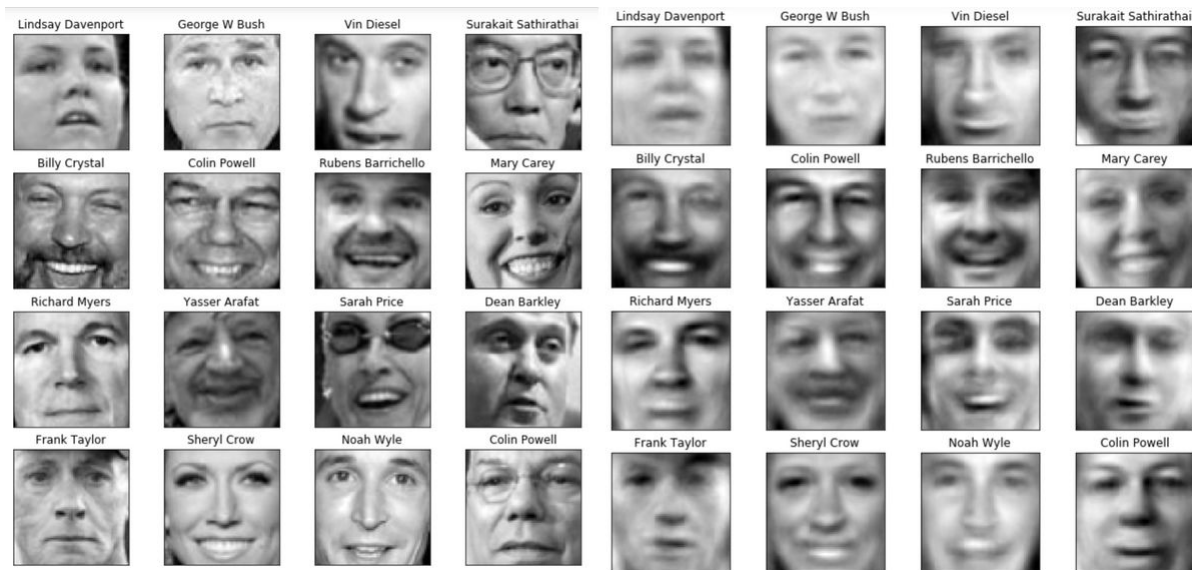 Lindsay Davenport George W Bush Vin Diesel Surakait Sathirathai
Billy Crystal Colin Powell Rubens Barrichello Mary Carey
Richard Myers Yasser Arafat Sarah Price Dean Barkley
Frank Taylor Sheryl Crow Noah Wyle Colin Powell
Lindsay Davenport George W Bush Vin Diesel Surakait Sathirathai
Billy Crystal Colin Powell Rubens Barrichello Mary Carey
Richard Myers Yasser Arafat Sarah Price Dean Barkley
Frank Taylor Sheryl Crow Noah Wyle Colin Powell